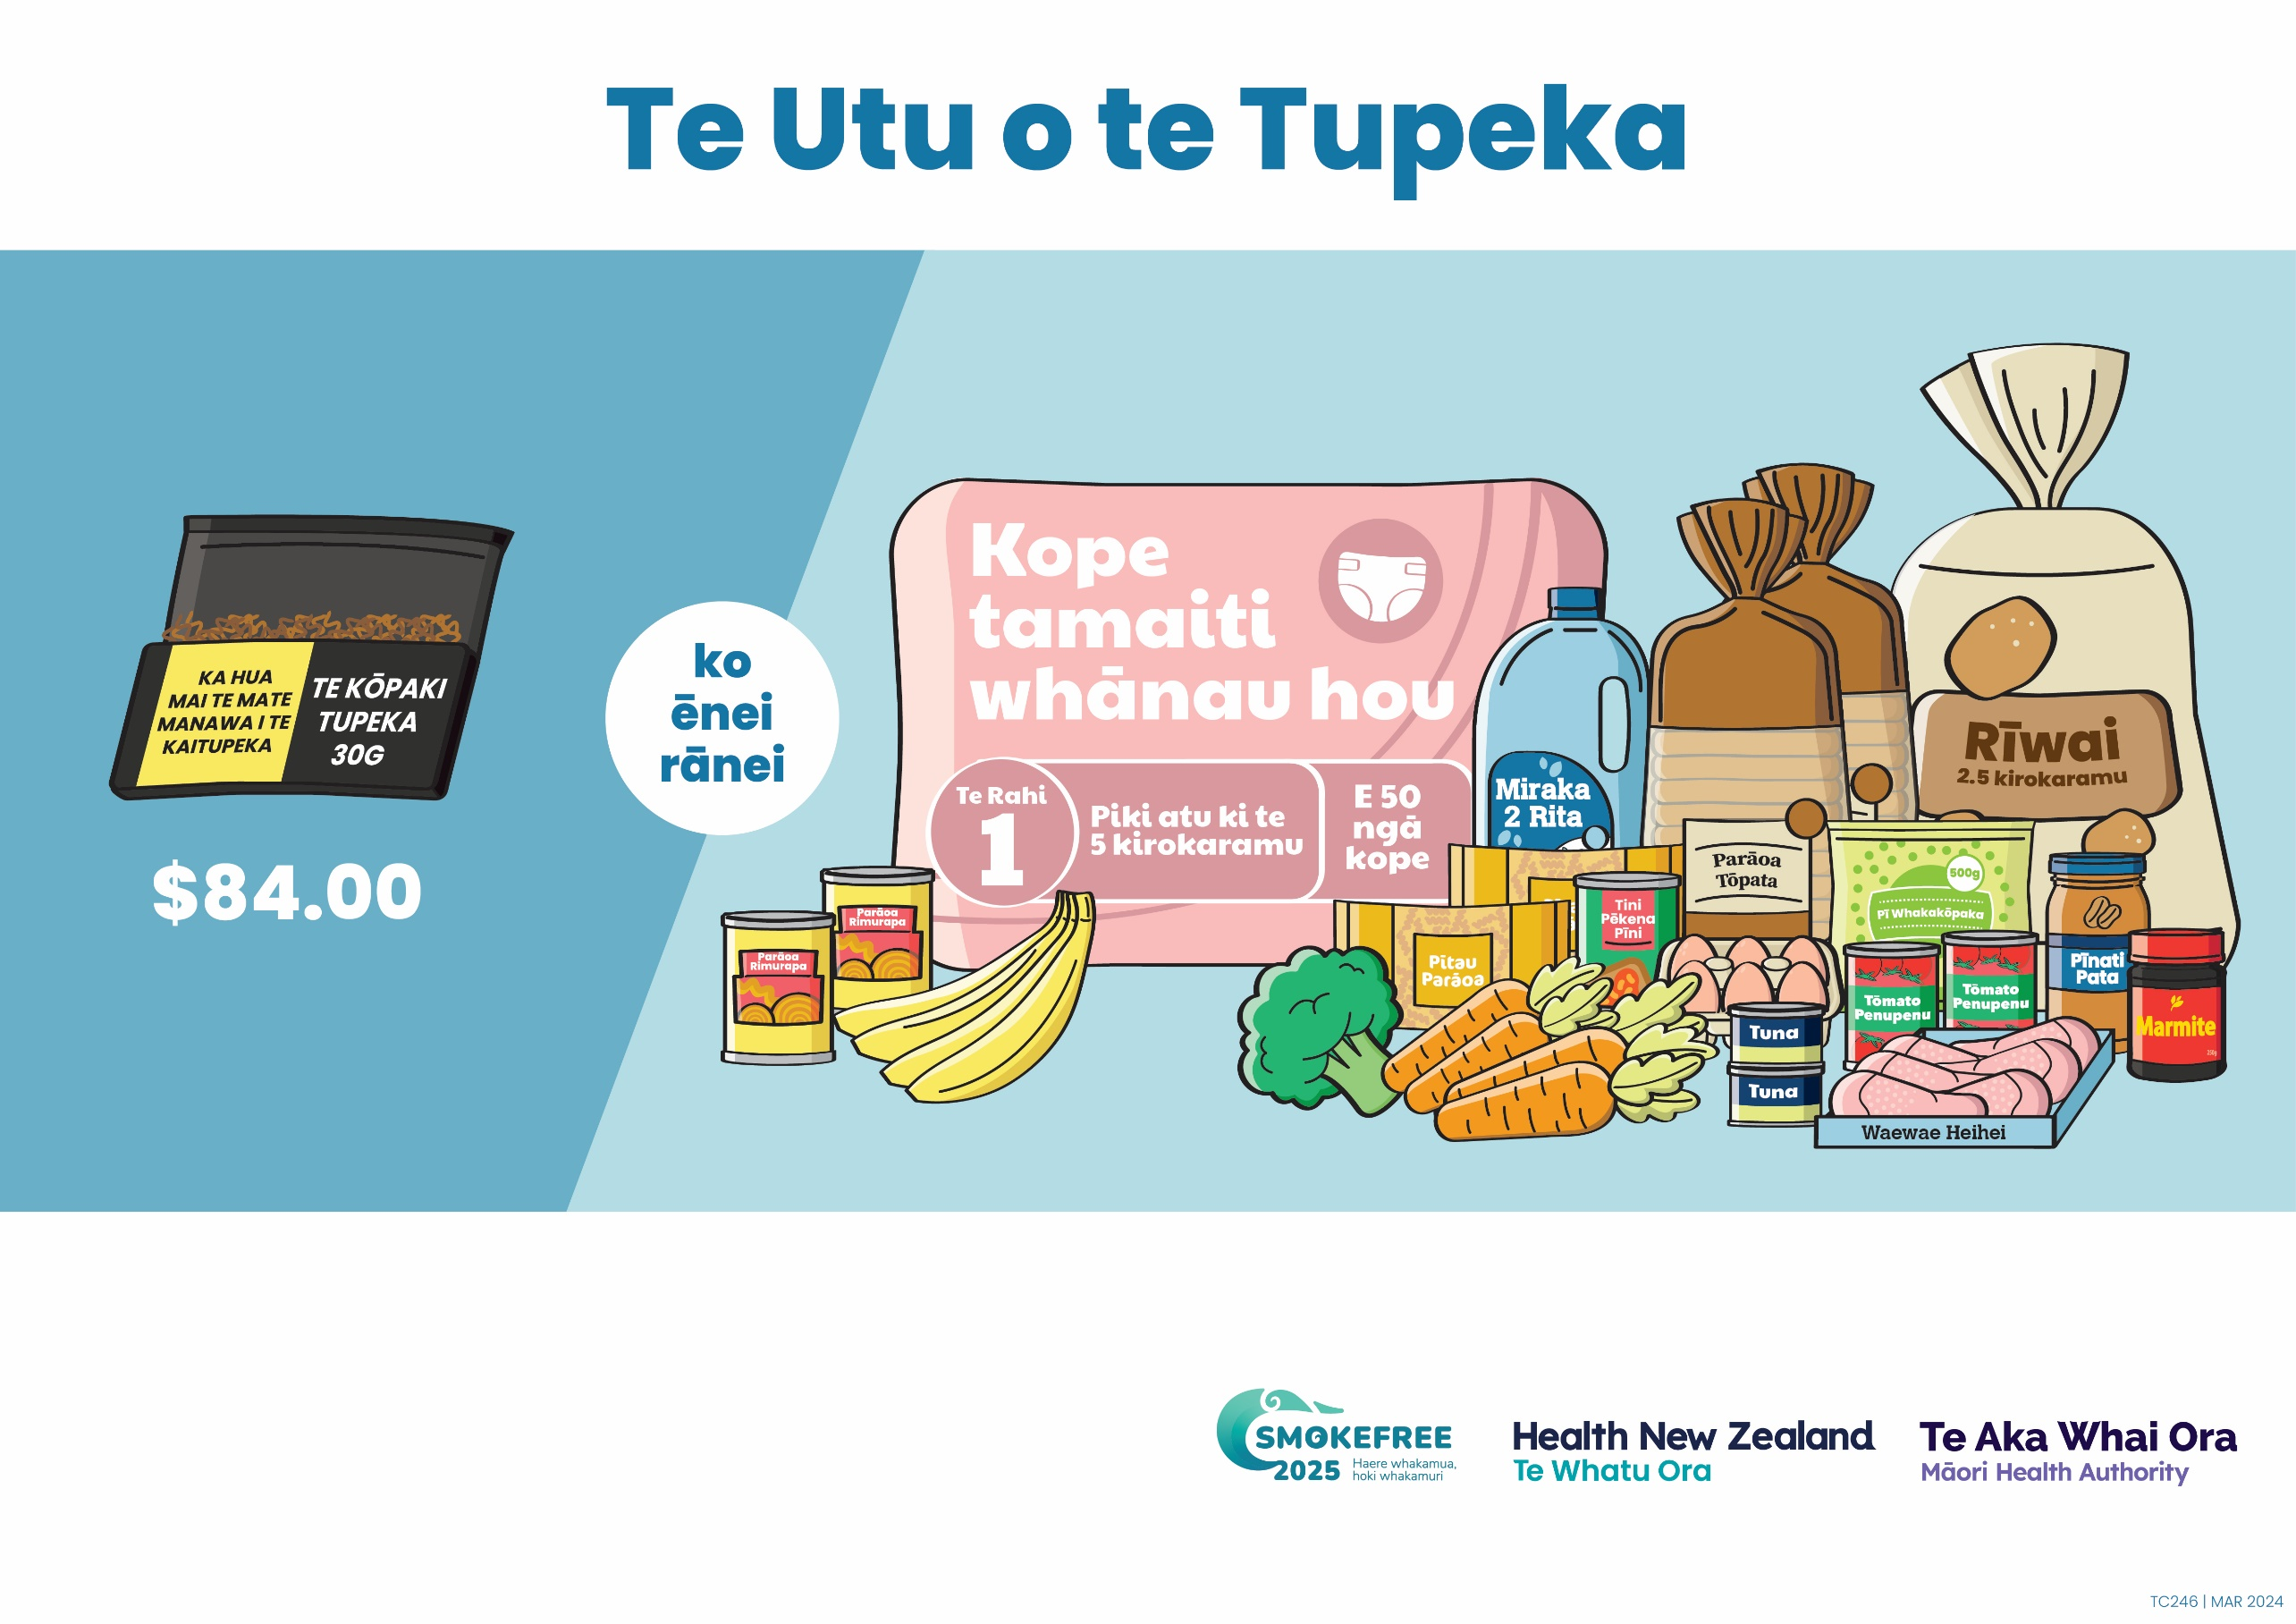 Te Utu o te Tupeka
KA HUA
MAI TE MATE
MANAWA I TE
KAITUPEKA
TE KŌPAKI
TUPEKA
30G
$84.00
ko
ēnei
rānei
Kope
tamaiti
whānau hou
Te Rahi
1
Piki atu ki te
5 kirokaramu
E 50
ngā
kope
Miraka
2 Rita
Rīwai
2.5 kirokaramu
Parāoa
Tōpata
500g
Pī Whakakōpaka
Parāoa
Rimurapa
Parāoa
Rimurapa
Tini
Pēkena
Pīni
Pītau
Parāoa
Tuna
Tuna
Tōmato
Penupenu
Tōmato
Penupenu
Pīnati
Pata
Marmite
Waewae Heihei
SMOKEFREE
2025
Haere whakamua,
hoki whakamuri
Health New Zealand
Te Whatu Ora
Te Aka Whai Ora
Māori Health Authority
TC246 | MAR 2024